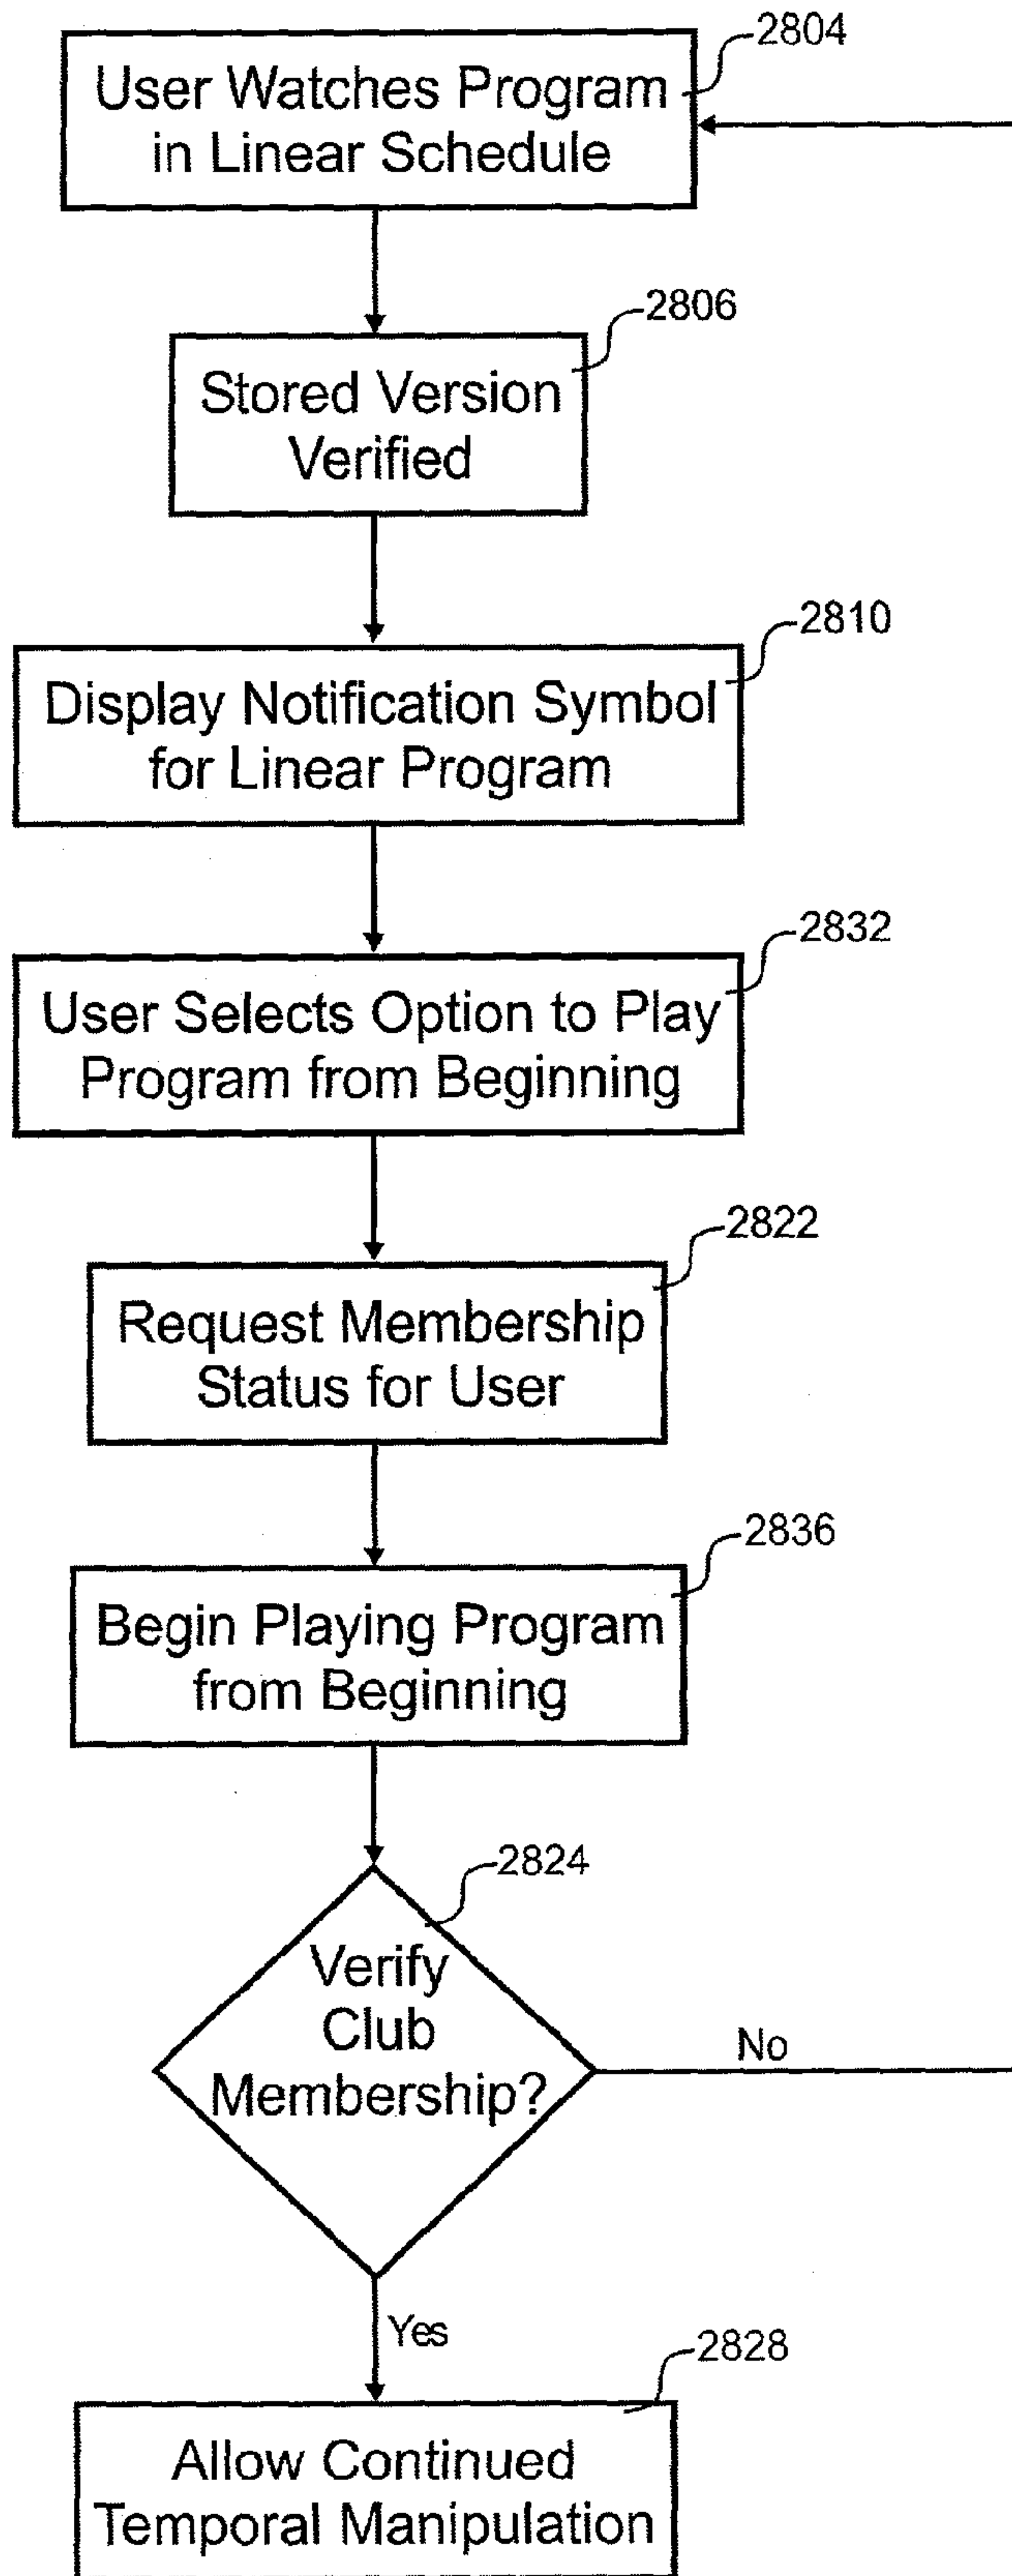 2804
User Watches Program
in Linear Schedule
2806
Stored Version
Verified
2810
Display Notification Symbol
for Linear Program
2832
User Selects Option to Play
Program from Beginning
2822
Request Membership
Status for User
2836
Begin Playing Program
from Beginning
2824
Verify
Club
Membership?
No
Yes
2828
Allow Continued
Temporal Manipulation